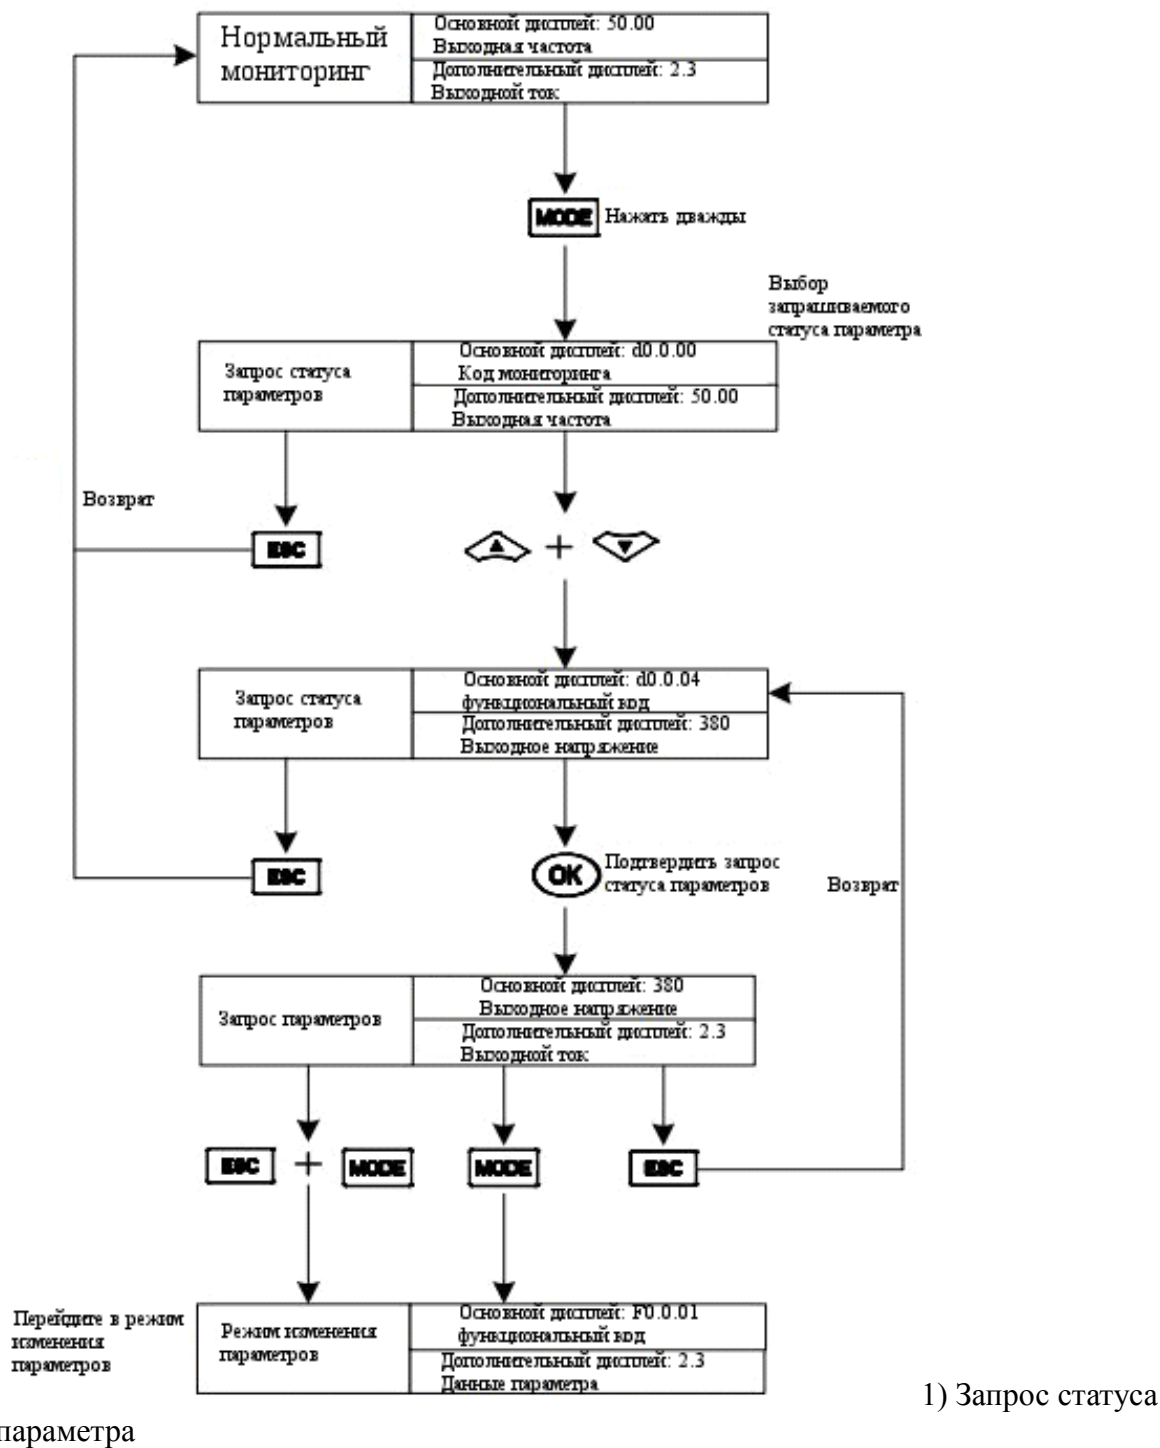 Нормальный
мониторинг
Основной дисплей: 50.00
Выходная частота
Дополнительный дисплей: 2.3
Выходной ток
MODE
Нажать дважды
Выбор
запрашиваемого
статуса параметра
Запрос статуса
параметров
Основной дисплей: d0.0.00
Код мониторинга
Дополнительный дисплей: 50.00
Выходная частота
Возврат
ESC
+
Запрос статуса
параметров
Основной дисплей: d0.0.04
функциональный код
Дополнительный дисплей: 380
Выходное напряжение
ESC
OK
Подтвердить запрос
статуса параметров
Возврат
Запрос параметров
Основной дисплей: 380
Выходное напряжение
Дополнительный дисплей: 2.3
Выходной ток
ESC + MODE
MODE
ESC
Перейдите в режим
изменения
параметров
Режим изменения
параметров
Основной дисплей: F0.0.01
функциональный код
Дополнительный дисплей: 2.3
Данные параметра
1) Запрос статуса
параметра